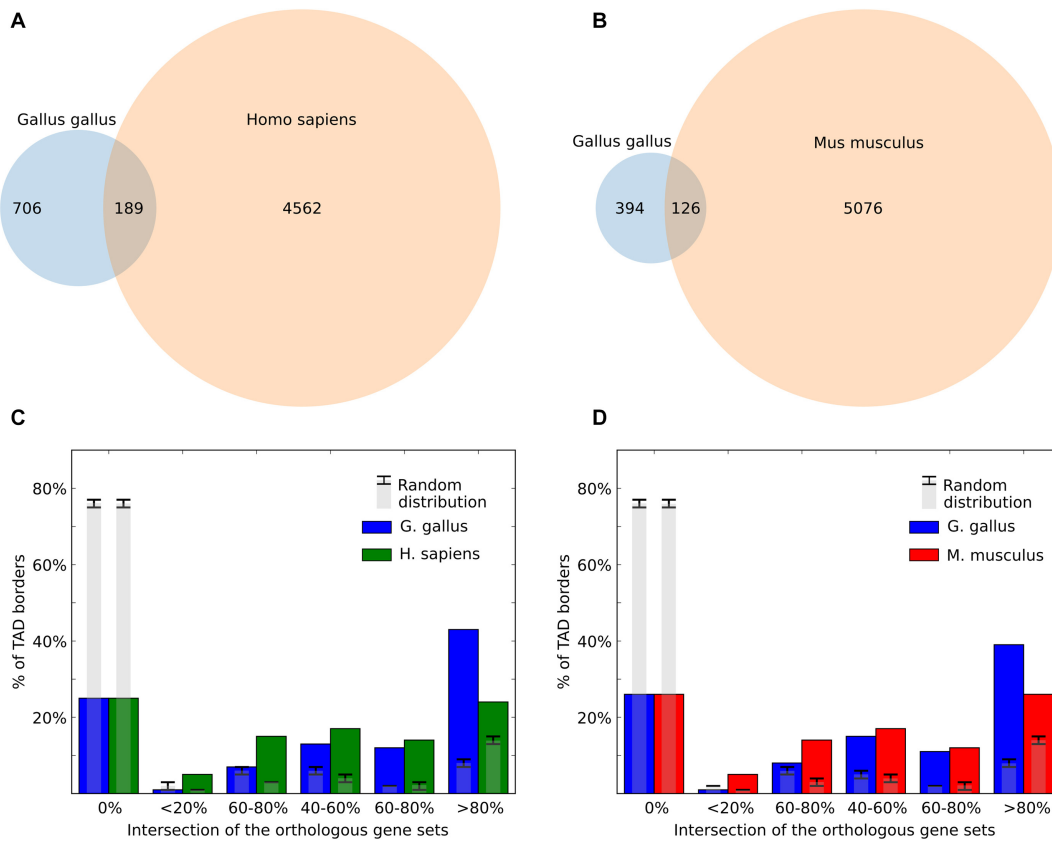 A
Gallus gallus
Homo sapiens
706
189
4562
B
Gallus gallus
Mus musculus
394
126
5076
C
% of TAD borders
80%
60%
40%
20%
Random
distribution
G. gallus
H. sapiens
0%
<20%
60-80%
40-60%
60-80%
>80%
Intersection of the orthologous gene sets
D
% of TAD borders
80%
60%
40%
20%
Random
distribution
G. gallus
M. musculus
0%
<20%
60-80%
40-60%
60-80%
>80%
Intersection of the orthologous gene sets